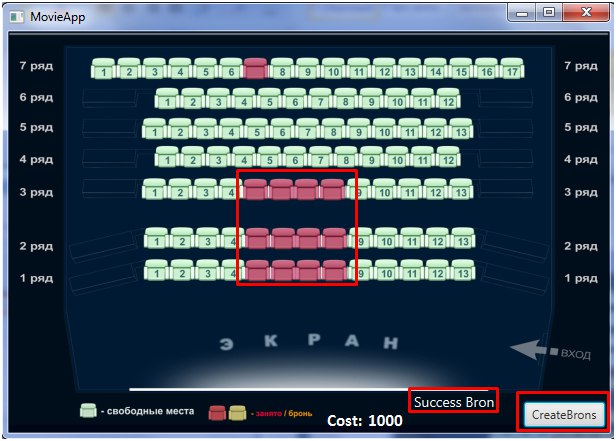 MovieApp
7 ряд 1 2 3 4 5 6 8 9 10 11 12 13 14 15 16 17 7 ряд
6 ряд 1 2 3 4 5 6 7 8 9 10 11 12 6 ряд
5 ряд 1 2 3 4 5 6 7 8 9 10 11 12 13 5 ряд
4 ряд 1 2 3 4 5 6 7 8 9 10 11 12 4 ряд
3 ряд 1 2 3 4 9 10 11 12 13 3 ряд
2 ряд 1 2 3 4 9 10 11 12 13 2 ряд
1 ряд 1 2 3 4 9 10 11 12 13 1 ряд
ЭКРАН
ВХОД
- свободные места
- занято / бронь
Cost: 1000
Success Bron
CreateBrons